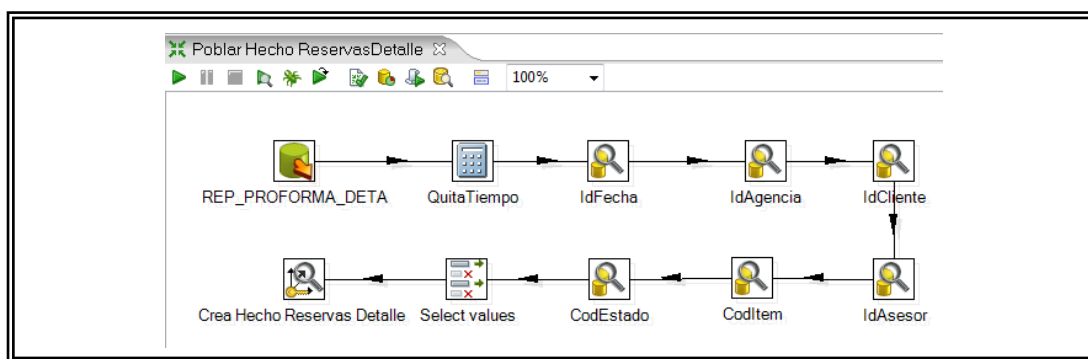 Poblar Hecho ReservasDetalle
100%
REP_PROFORMA_DETA
QuitaTiempo
IdFecha
IdAgencia
IdCliente
Crea Hecho Reservas Detalle
Select values
CodEstado
CodItem
IdAsesor